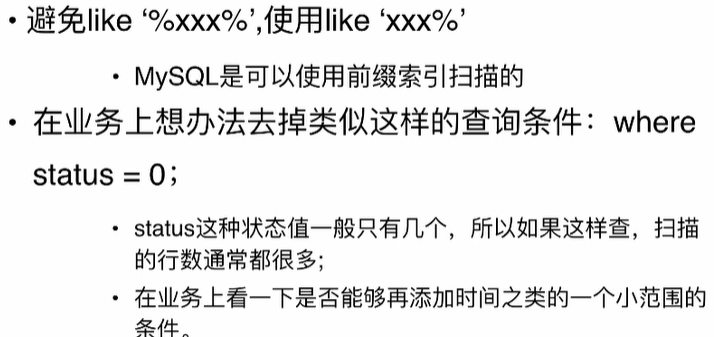 • 避免like ‘%xxx%’,使用like ‘xxx%’
• MySQL是可以使用前缀索引扫描的
• 在业务上想办法去掉类似这样的查询条件：where
status = 0；
• status这种状态值一般只有几个，所以如果这样查，扫描
的行数通常都很多;
• 在业务上看一下是否能够再添加时间之类的一个小范围的
条件。